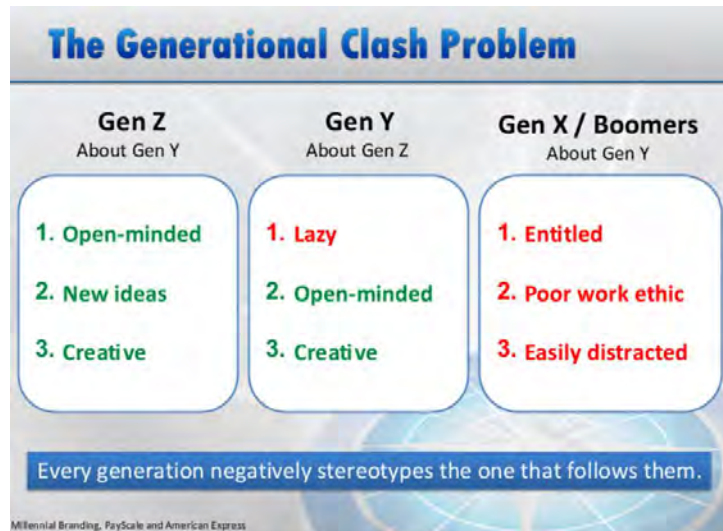 The Generational Clash Problem
Gen Z
About Gen Y
1. Open-minded
2. New ideas
3. Creative
Gen Y
About Gen Z
1. Lazy
2. Open-minded
3. Creative
Gen X / Boomers
About Gen Y
1. Entitled
2. Poor work ethic
3. Easily distracted
Every generation negatively stereotypes the one that follows them.
Millennial Branding, PayScale and American Express